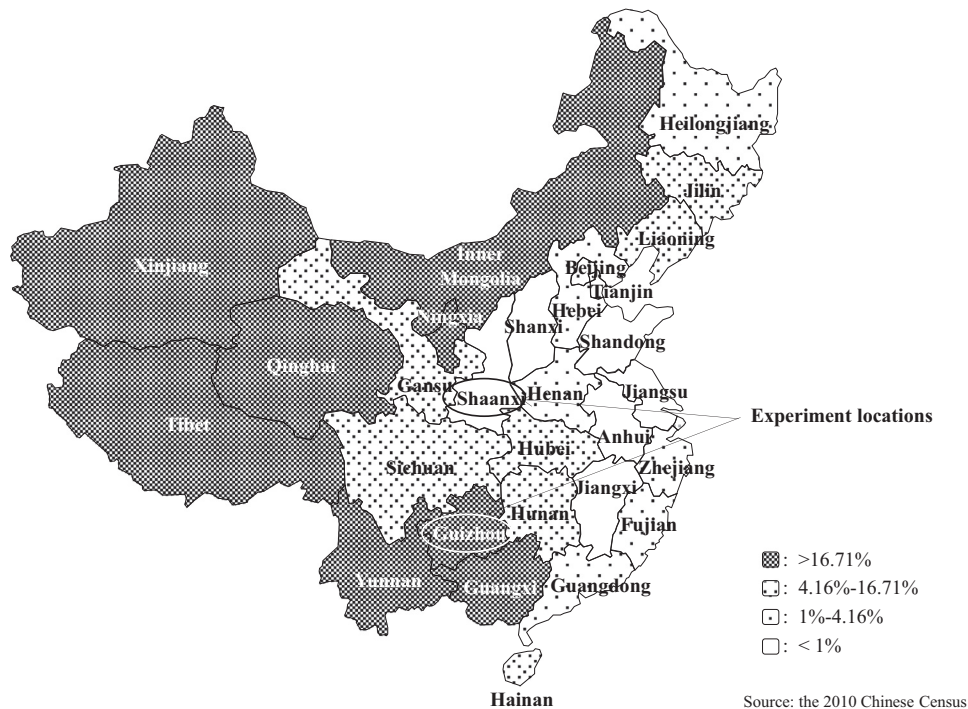 Heilongjiang
Jilin
Liaoning
Inner
Mongolia
Xinjiang
Beijing
Tianjin
Hebei
Ningxia
Shanxi
Shandong
Qinghai
Gansu
Shaanxi
Henan
Jiangsu
Experiment locations
Tibet
Anhui
Hubei
Sichuan
Zhejiang
Jiangxi
Hunan
Fujian
Guizhou
Yunnan
Guangxi
Guangdong
Hainan
: >16.71%
: 4.16%-16.71%
: 1%-4.16%
: < 1%
Source: the 2010 Chinese Census